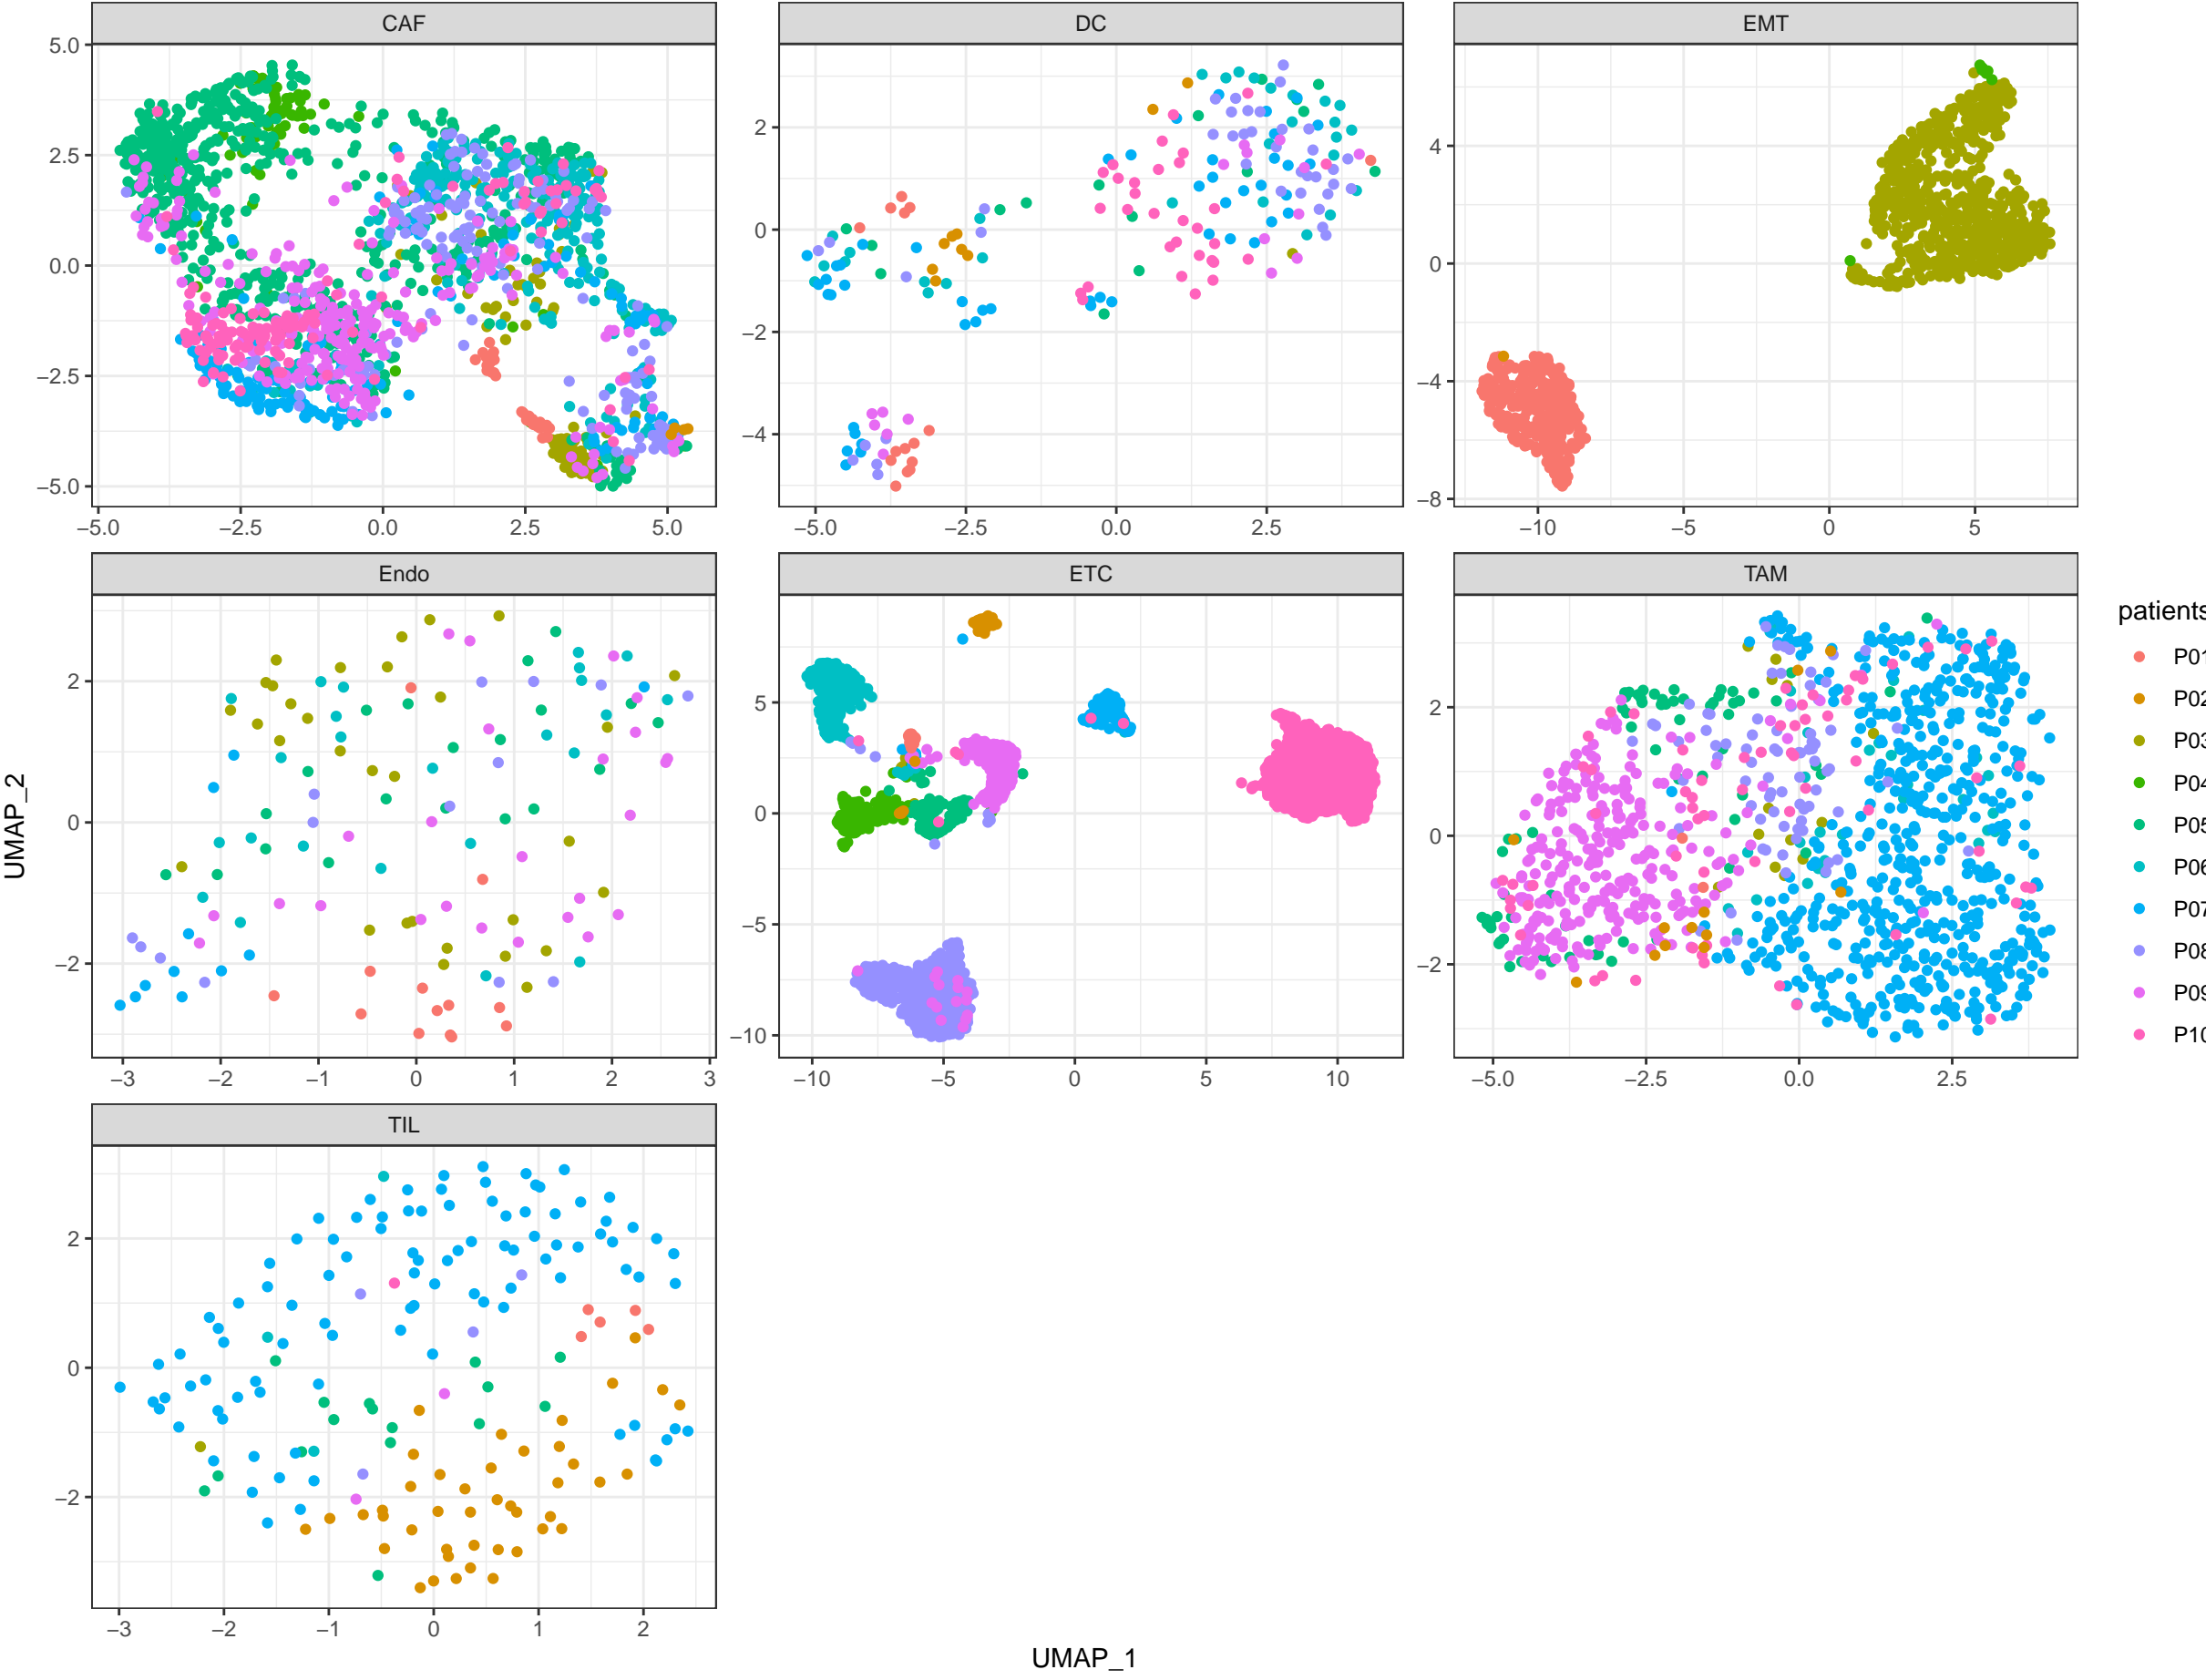 CAF DC EMT
5.0
2.5
0.0
−2.5
−5.0
2
0
−2
−4
4
0
−4
−8
−5.0 −2.5 0.0 2.5 5.0
−5.0 −2.5 0.0 2.5
−10 −5 0 5
Endo ETC TAM
2
0
−2
5
0
−5
−10
2
0
−2
−3 −2 −1 0 1 2 3
−10 −5 0 5 10
−5.0 −2.5 0.0 2.5
patients
P01
P02
P03
P04
P05
P06
P07
P08
P09
P10
UMAP_2
TIL
2
0
−2
−3 −2 −1 0 1 2
UMAP_1